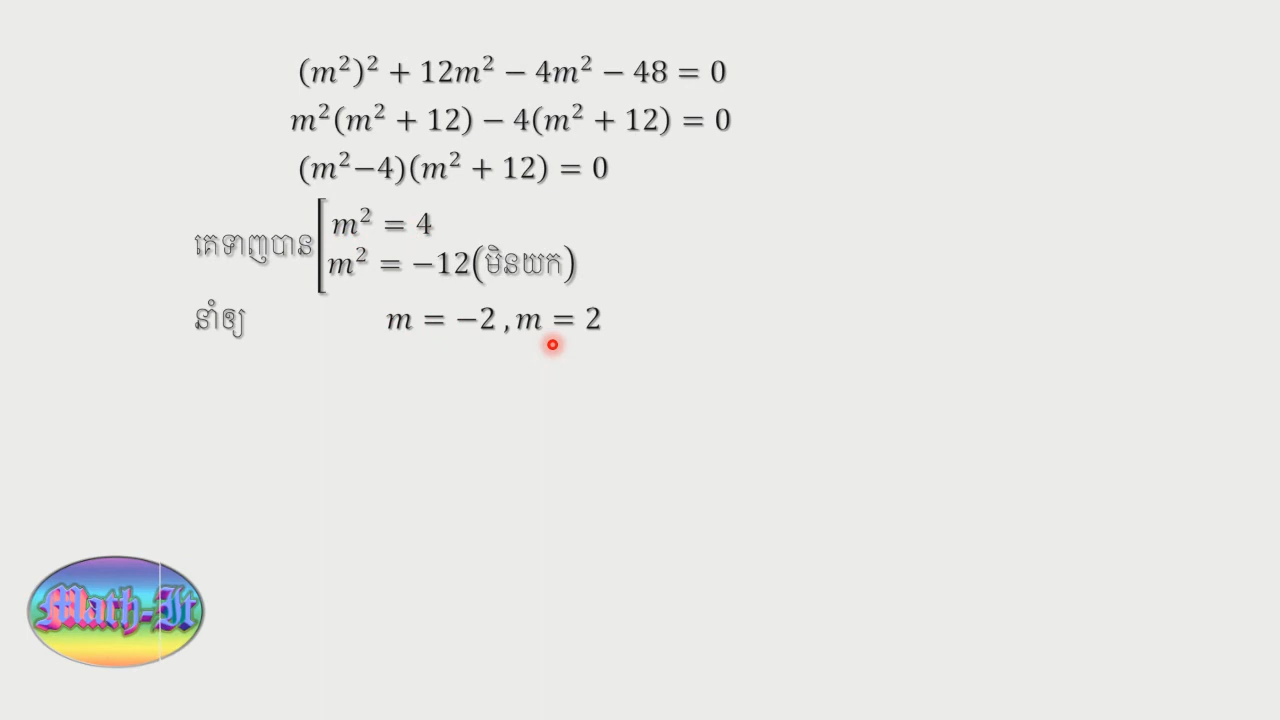 (m²)² + 12m² − 4m² − 48 = 0
m²(m² + 12) − 4(m² + 12) = 0
(m²−4)(m² + 12) = 0
គេទាញបាន [ m² = 4
m² = −12(មិនយក)
នាំឲ្យ m = −2 , m = 2
Math-It